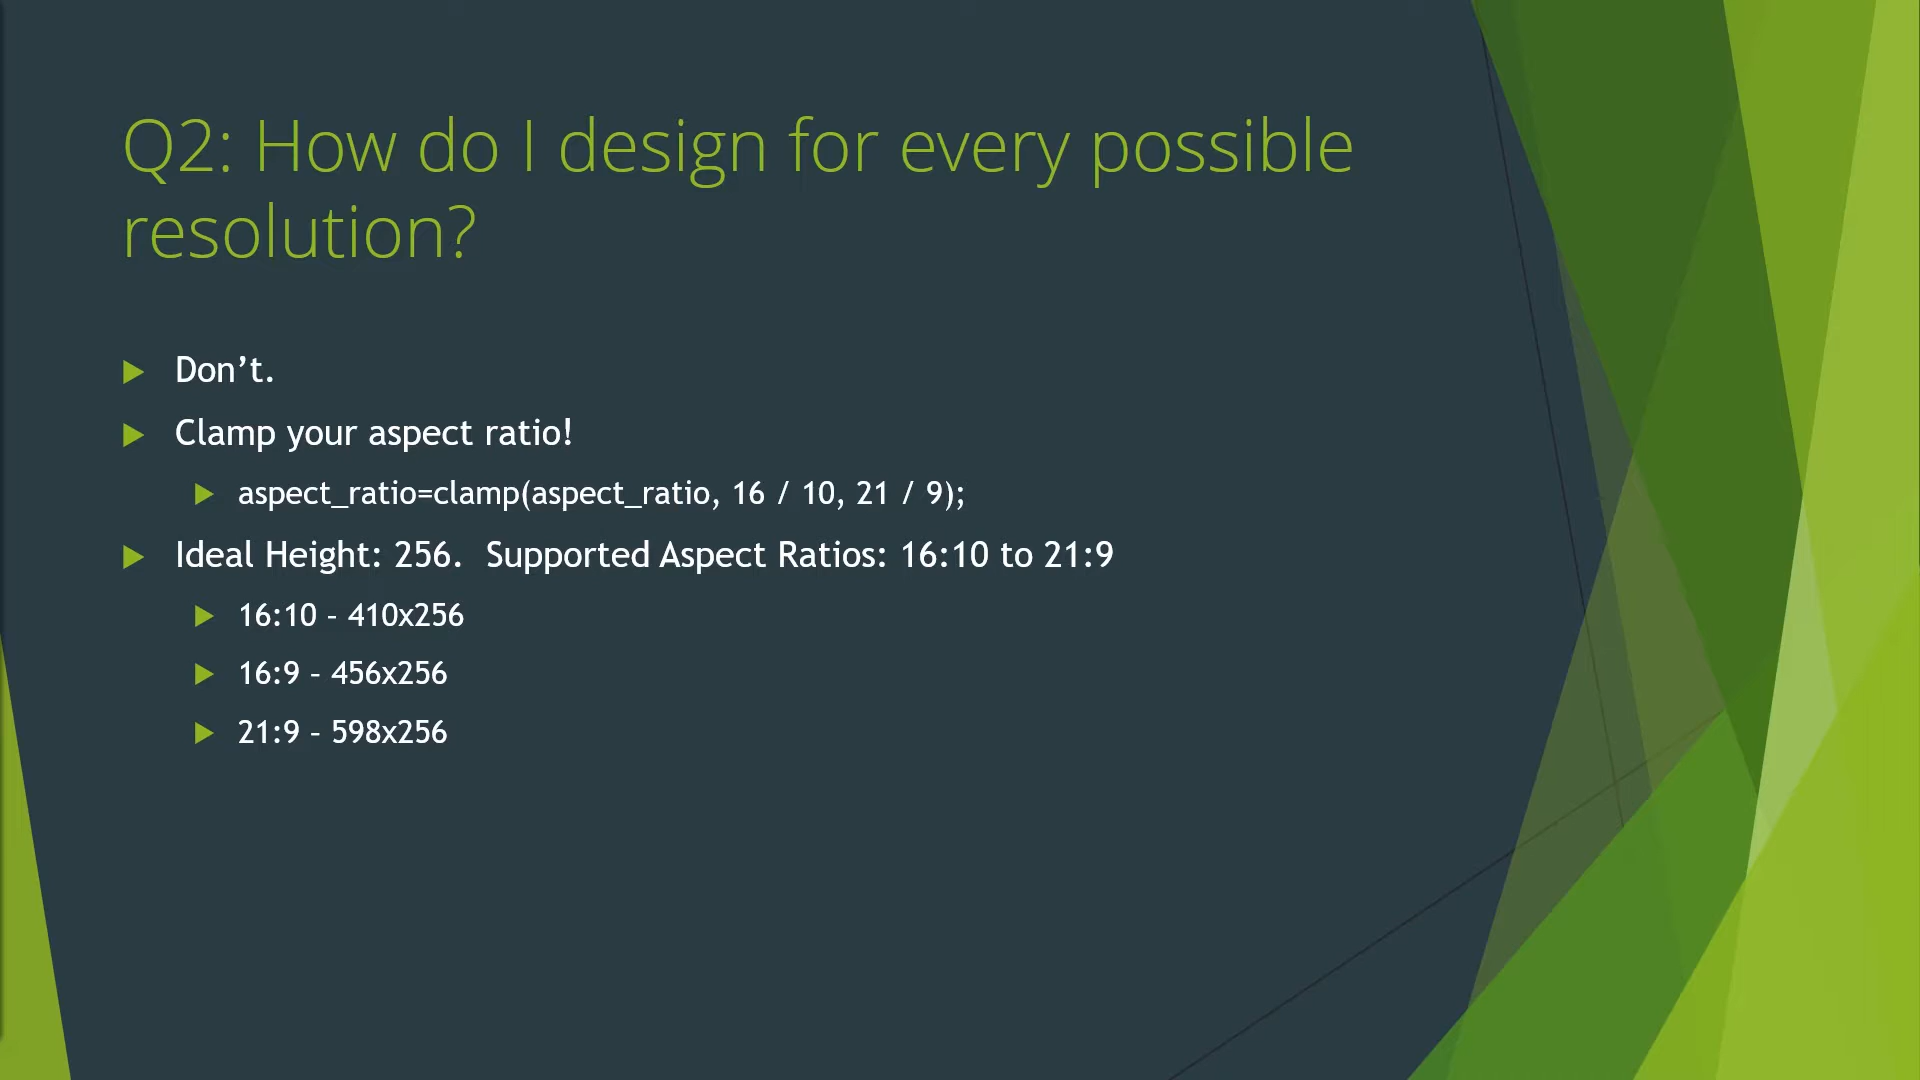 Q2: How do I design for every possible
resolution?
Don’t.
Clamp your aspect ratio!
aspect_ratio=clamp(aspect_ratio, 16 / 10, 21 / 9);
Ideal Height: 256.  Supported Aspect Ratios: 16:10 to 21:9
16:10 – 410x256
16:9 – 456x256
21:9 – 598x256